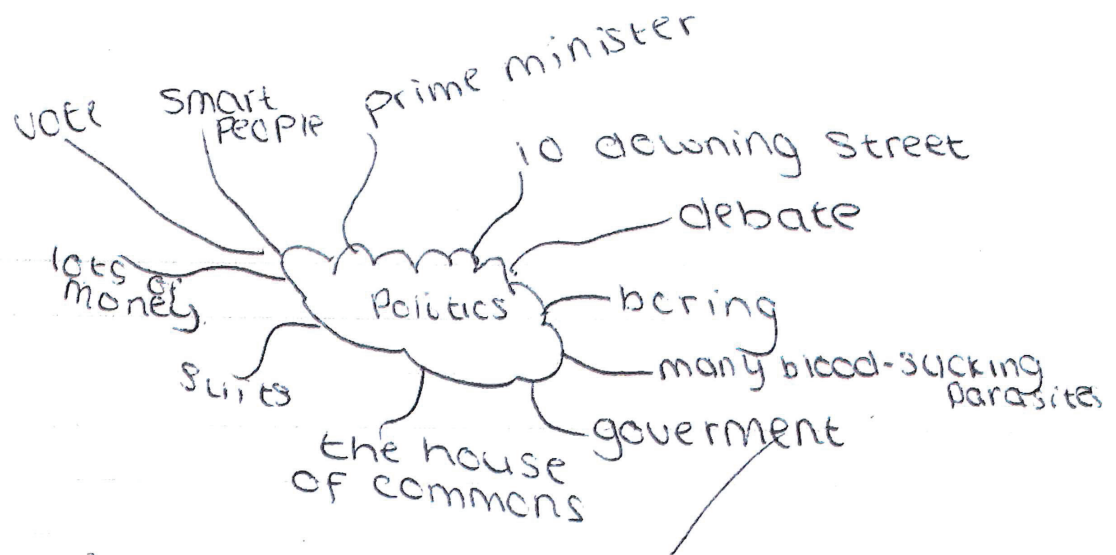 vote
smart
people
prime minister
10 downing street
debate
lots of
money
Politics
boring
many blood-sucking
parasites
suits
goverment
the house
of commons